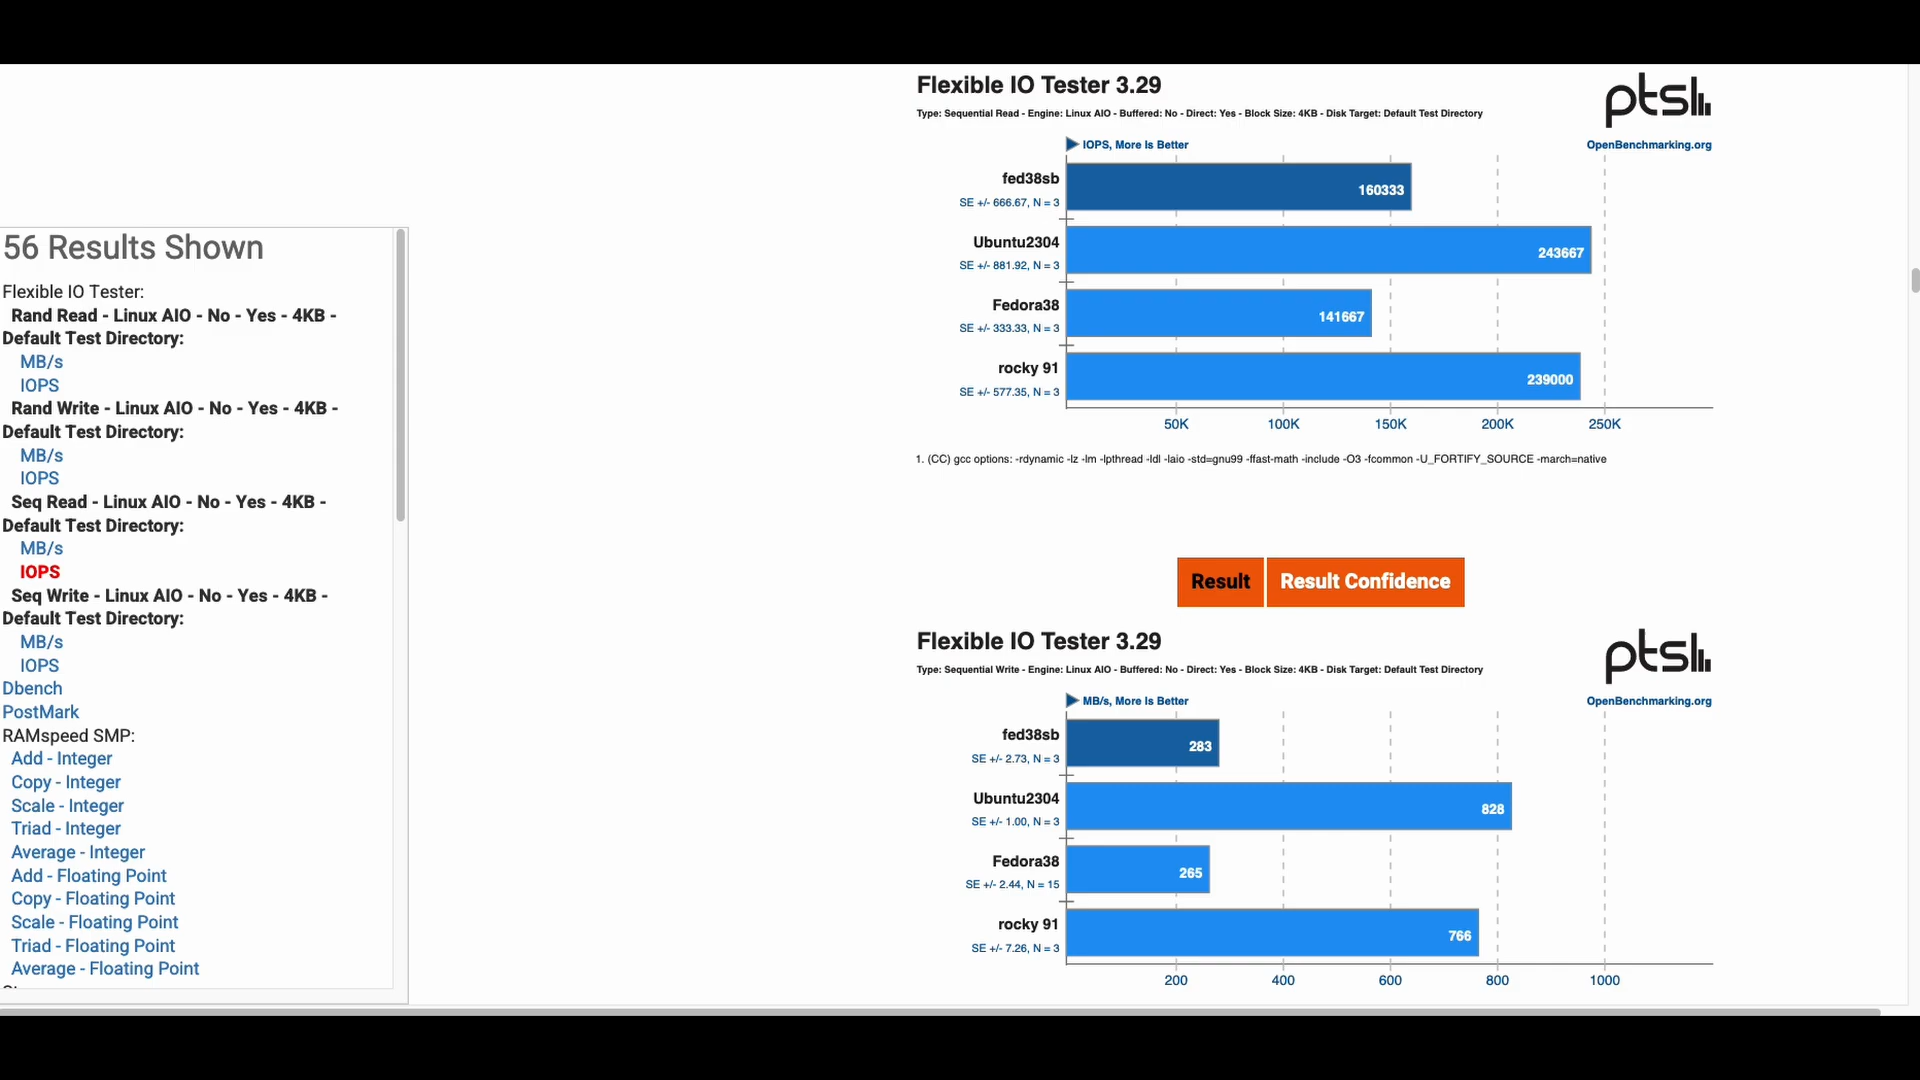 56 Results Shown
Flexible IO Tester:
Rand Read - Linux AIO - No - Yes - 4KB -
Default Test Directory:
MB/s
IOPS
Rand Write - Linux AIO - No - Yes - 4KB -
Default Test Directory:
MB/s
IOPS
Seq Read - Linux AIO - No - Yes - 4KB -
Default Test Directory:
MB/s
IOPS
Seq Write - Linux AIO - No - Yes - 4KB -
Default Test Directory:
MB/s
IOPS
Dbench
PostMark
RAMspeed SMP:
Add - Integer
Copy - Integer
Scale - Integer
Triad - Integer
Average - Integer
Add - Floating Point
Copy - Floating Point
Scale - Floating Point
Triad - Floating Point
Average - Floating Point
Flexible IO Tester 3.29
ptsl
Type: Sequential Read - Engine: Linux AIO - Buffered: No - Direct: Yes - Block Size: 4KB - Disk Target: Default Test Directory
IOPS, More Is Better
OpenBenchmarking.org
fed38sb
160333
SE +/- 666.67, N = 3
Ubuntu2304
243667
SE +/- 881.92, N = 3
Fedora38
141667
SE +/- 333.33, N = 3
rocky 91
239000
SE +/- 577.35, N = 3
50K 100K 150K 200K 250K
1. (CC) gcc options: -rdynamic -lz -lm -lpthread -ldl -laio -std=gnu99 -ffast-math -include -O3 -fcommon -U_FORTIFY_SOURCE -march=native
Result Result Confidence
Flexible IO Tester 3.29
ptsl
Type: Sequential Write - Engine: Linux AIO - Buffered: No - Direct: Yes - Block Size: 4KB - Disk Target: Default Test Directory
MB/s, More Is Better
OpenBenchmarking.org
fed38sb
283
SE +/- 2.73, N = 3
Ubuntu2304
828
SE +/- 1.00, N = 3
Fedora38
265
SE +/- 2.44, N = 15
rocky 91
766
SE +/- 7.26, N = 3
200 400 600 800 1000